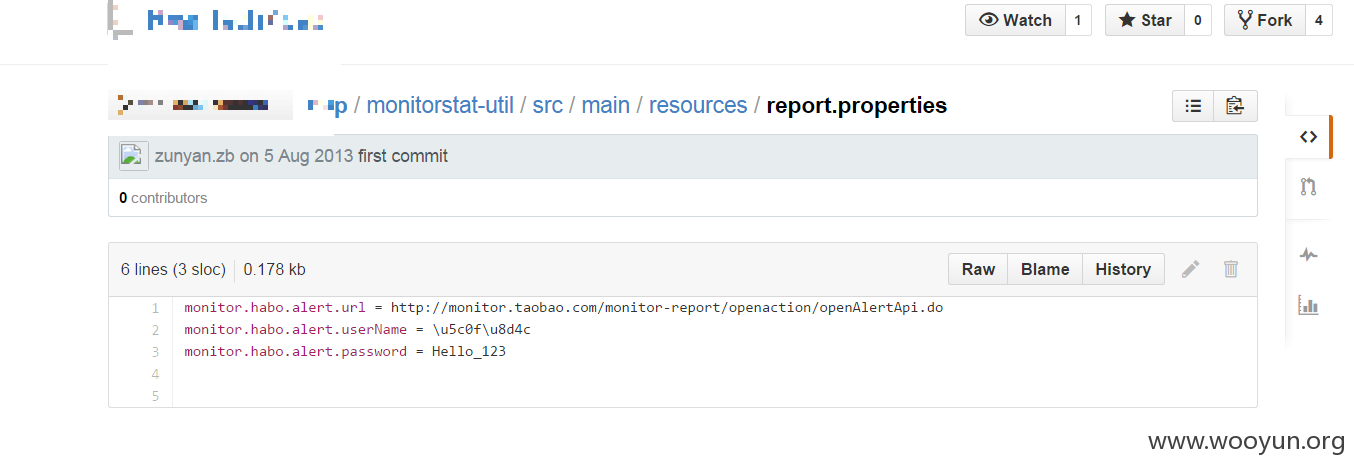 Watch 1 Star 0 Fork 4
p / monitorstat-util / src / main / resources / report.properties
zunyan.zb on 5 Aug 2013 first commit
0 contributors
6 lines (3 sloc) 0.178 kb Raw Blame History
1 monitor.habo.alert.url = http://monitor.taobao.com/monitor-report/openaction/openAlertApi.do
2 monitor.habo.alert.userName = \u5c0f\u8d4c
3 monitor.habo.alert.password = Hello_123
4
5
www.wooyun.org